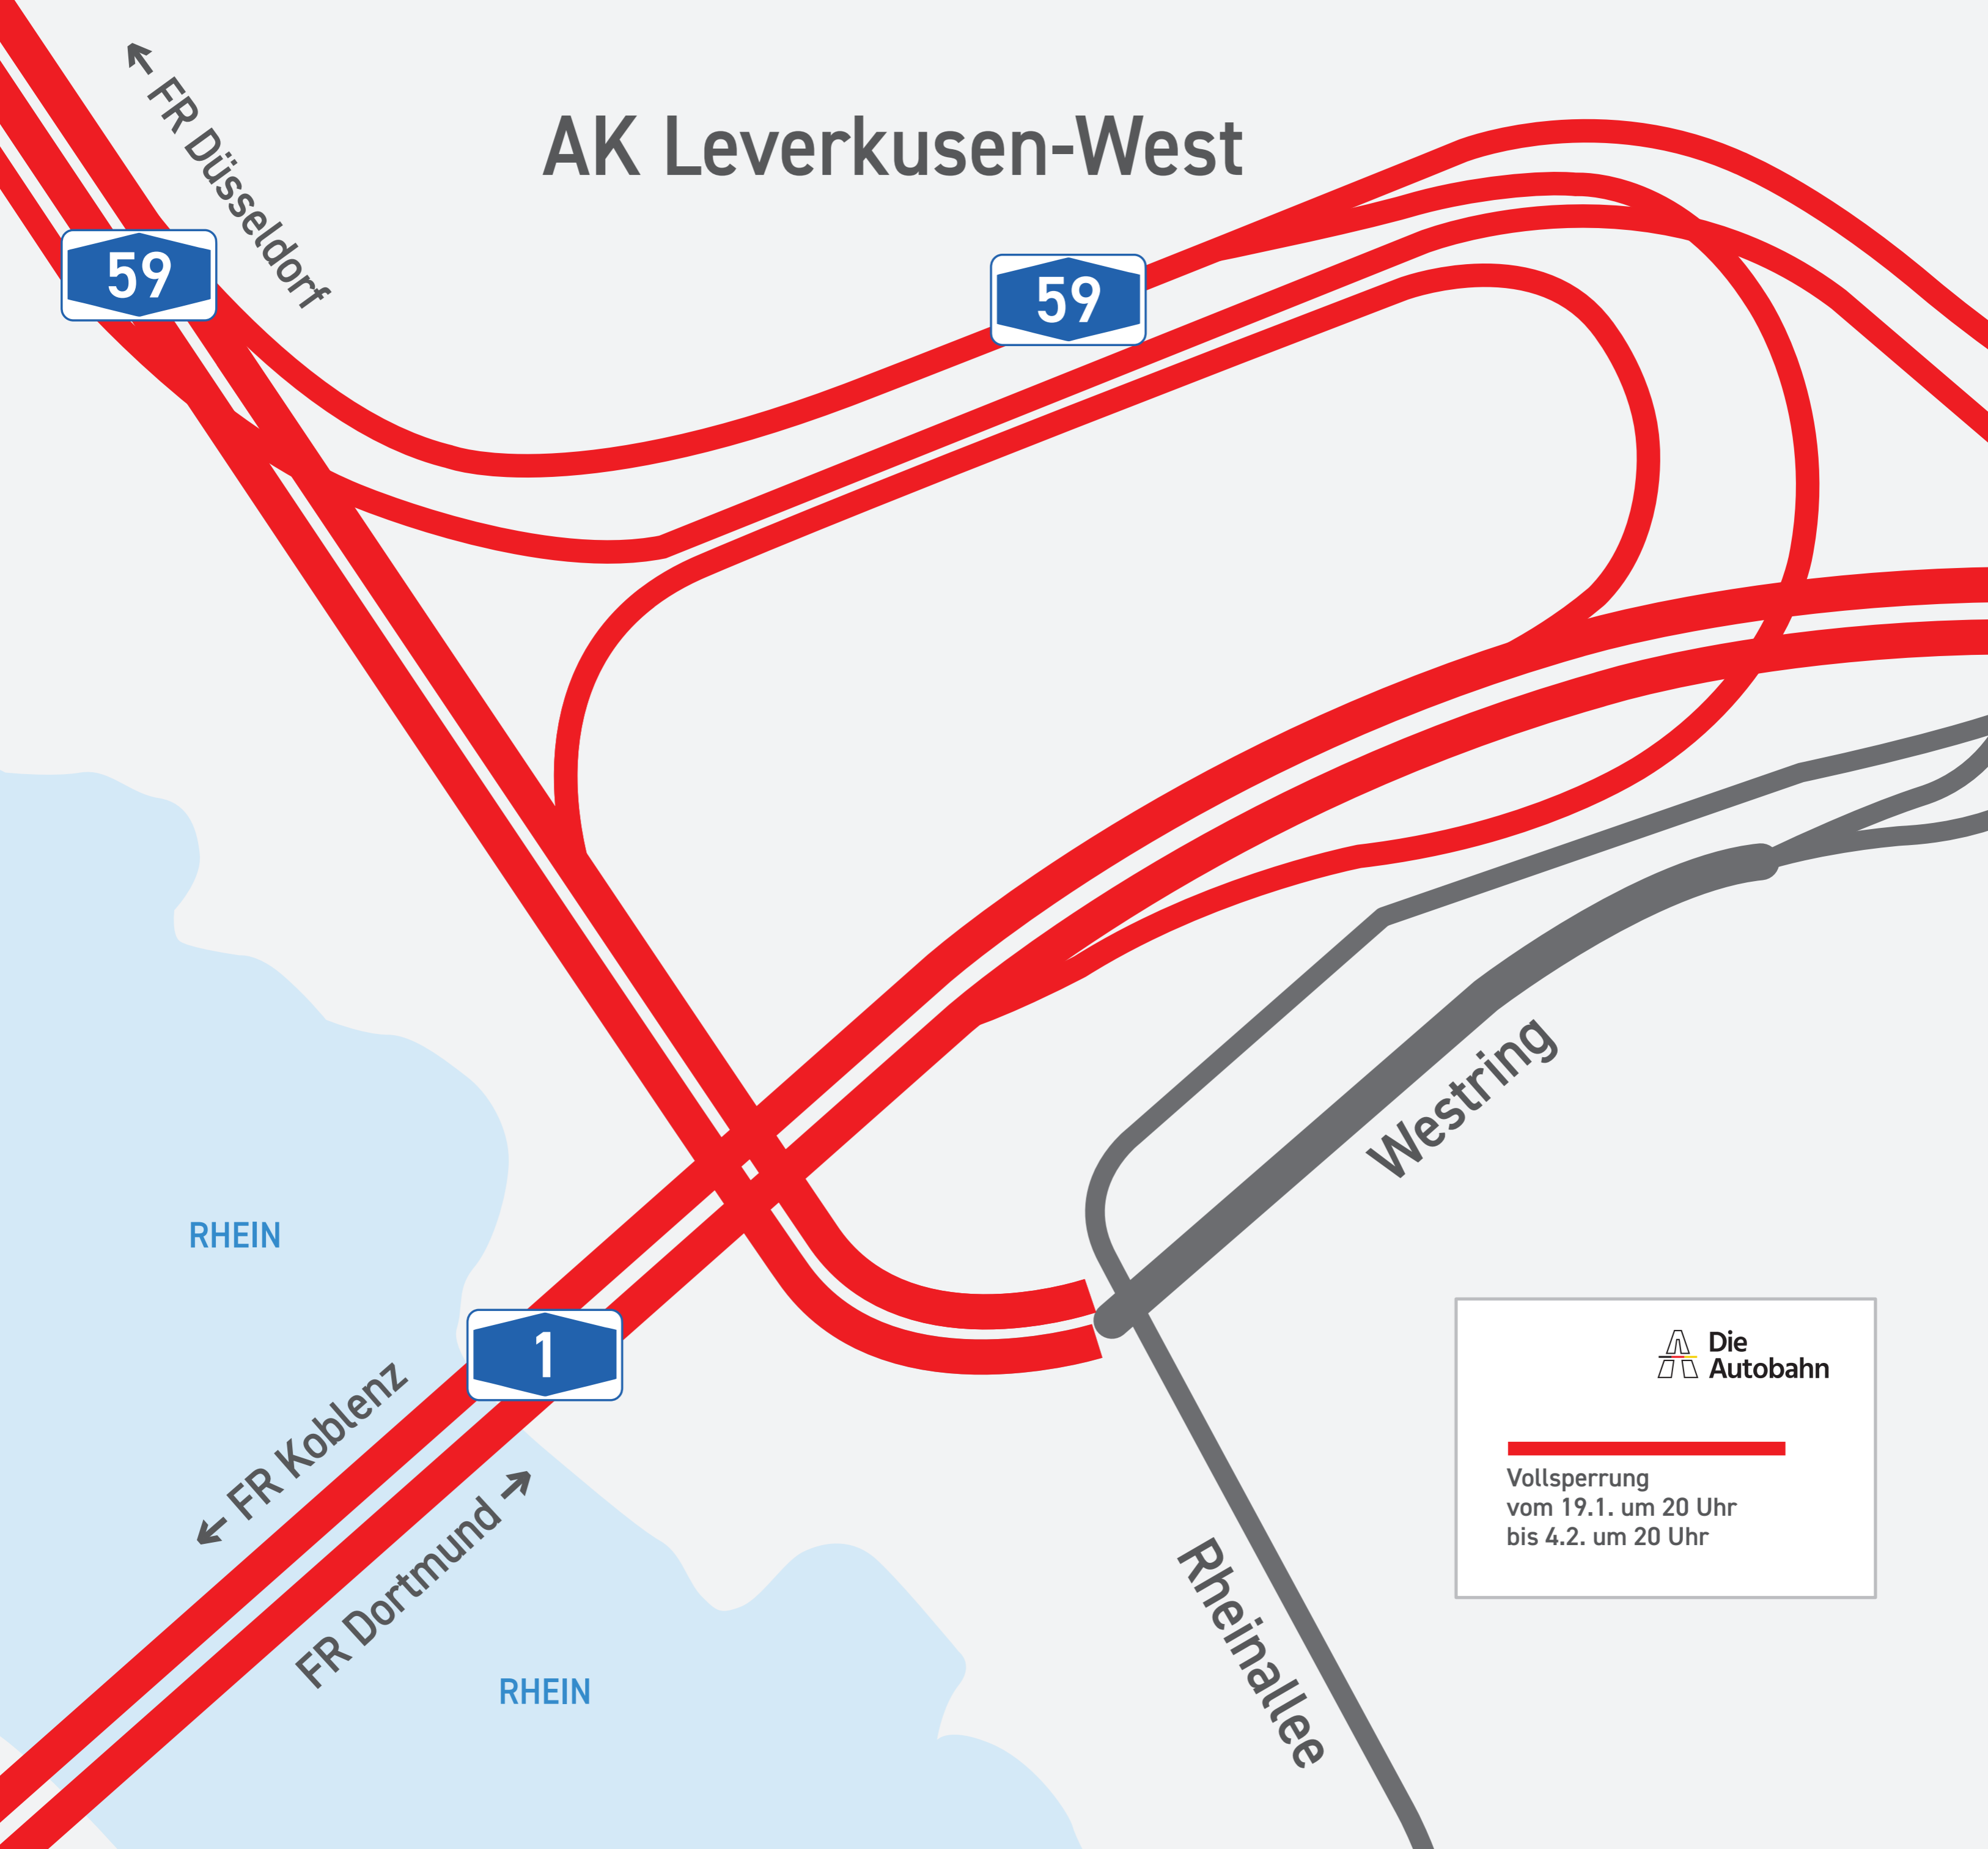 ← FR Düsseldorf
AK Leverkusen-West
59
59
Westring
RHEIN
1
← FR Koblenz
FR Dortmund →
RHEIN
Rheinallee
Die
Autobahn
Vollsperrung
vom 19.1. um 20 Uhr
bis 4.2. um 20 Uhr